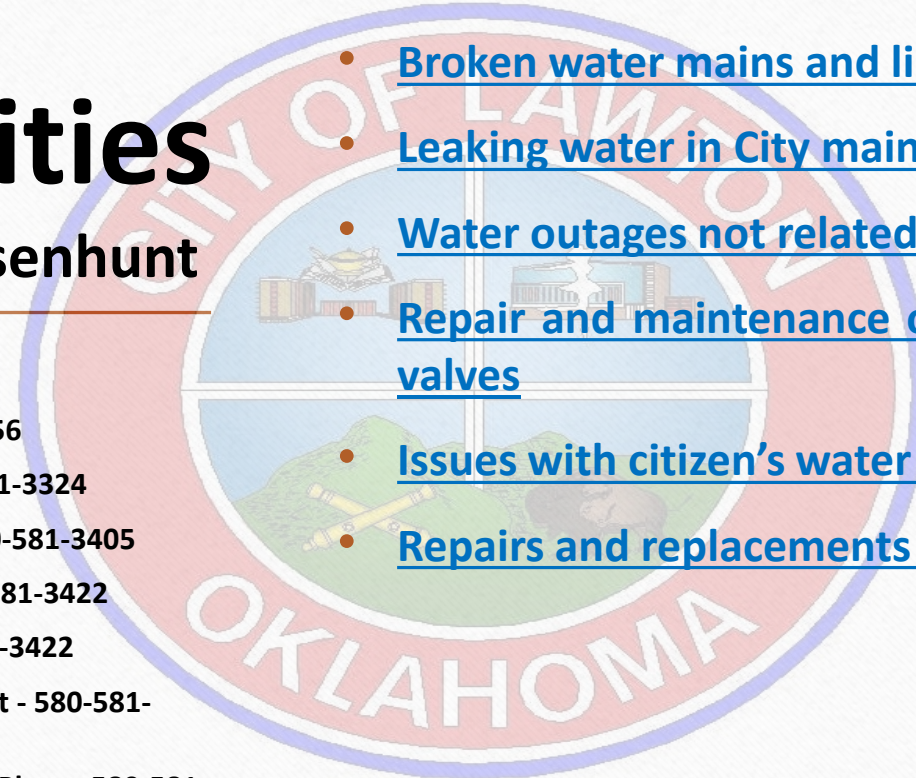 ities
senhunt
56
1-3324
-581-3405
81-3422
-3422
t - 580-581-
• Broken water mains and li
• Leaking water in City main
• Water outages not related
• Repair and maintenance
valves
• Issues with citizen’s water
• Repairs and replacements
CITY OF LAWTON
OKLAHOMA